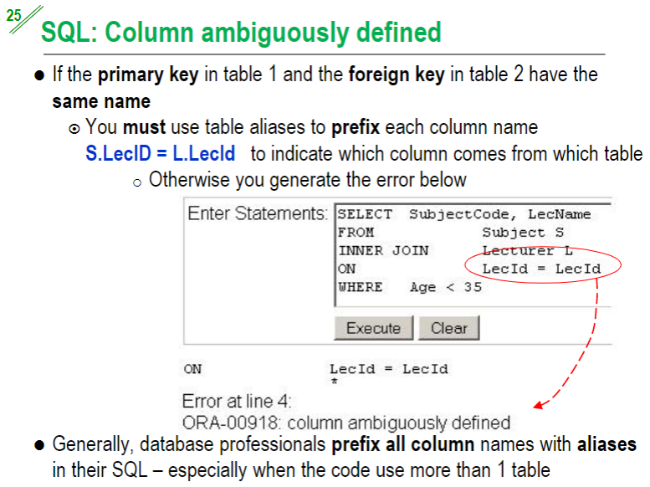 25
SQL: Column ambiguously defined
● If the primary key in table 1 and the foreign key in table 2 have the
same name
⊙ You must use table aliases to prefix each column name
S.LecID = L.LecId to indicate which column comes from which table
○ Otherwise you generate the error below
Enter Statements: SELECT SubjectCode, LecName
FROM Subject S
INNER JOIN Lecturer L
ON LecId = LecId
WHERE Age < 35
Execute Clear
ON LecId = LecId
*
Error at line 4:
ORA-00918: column ambiguously defined
● Generally, database professionals prefix all column names with aliases
in their SQL – especially when the code use more than 1 table